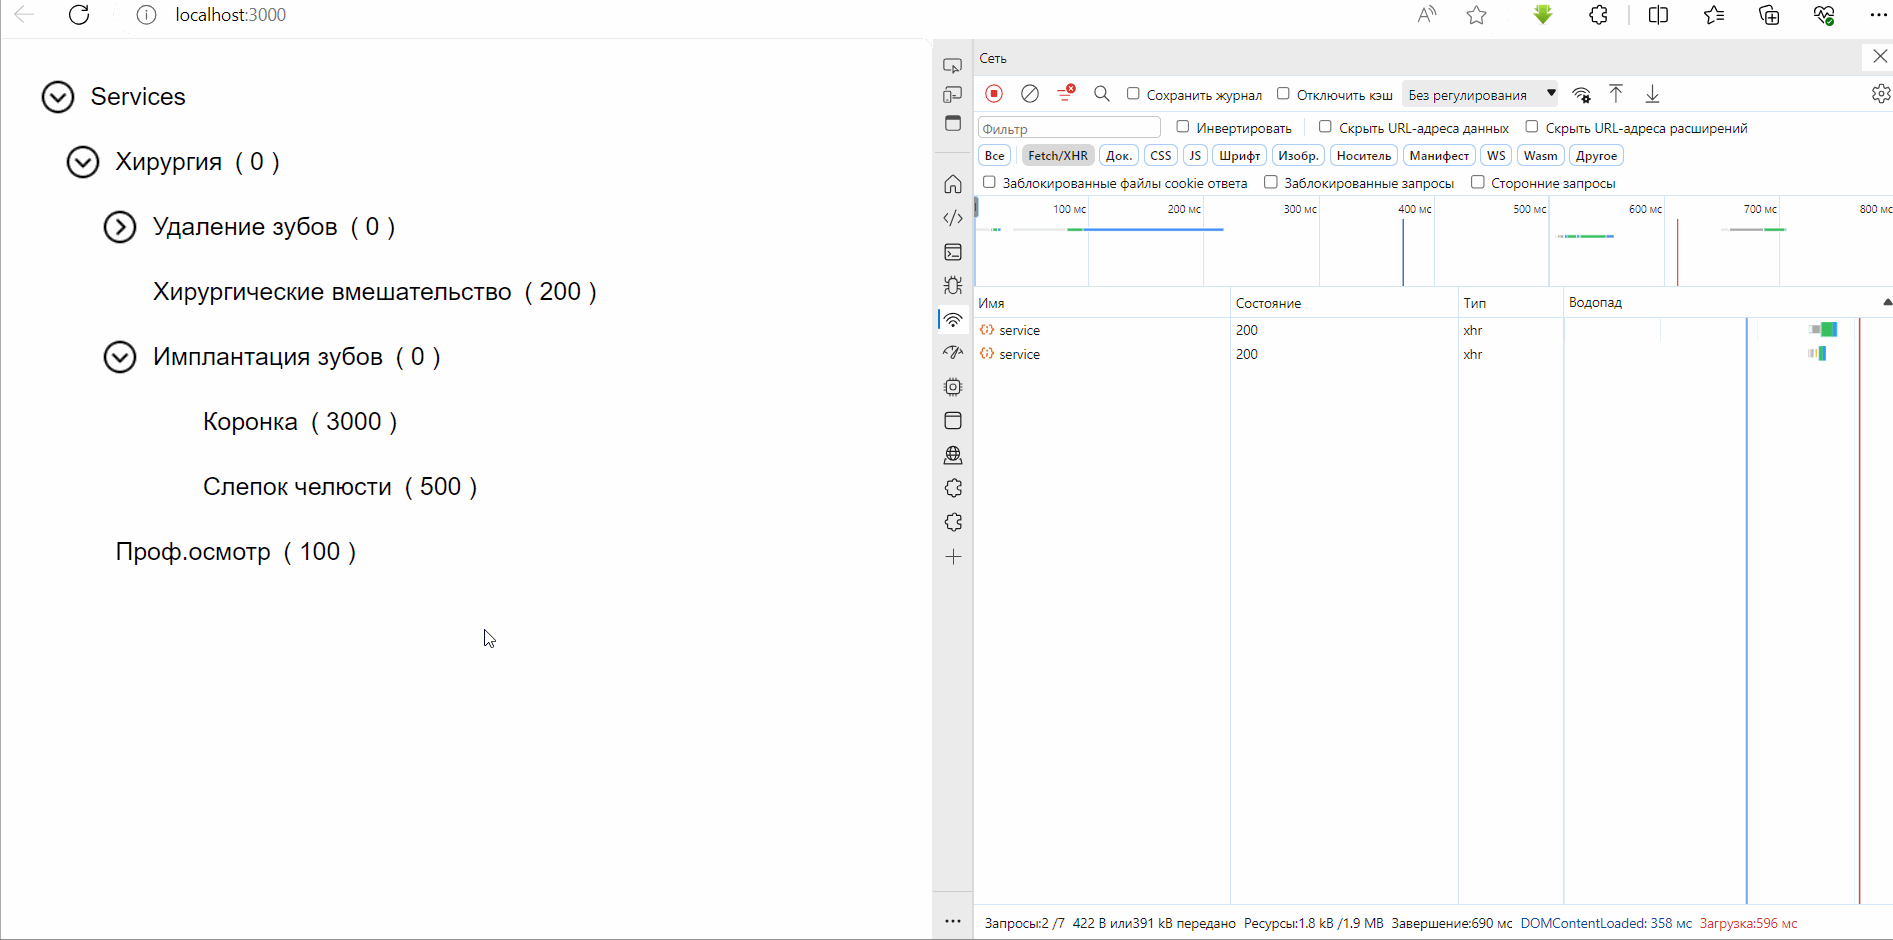 localhost:3000
Services
Хирургия ( 0 )
Удаление зубов ( 0 )
Хирургические вмешательство ( 200 )
Имплантация зубов ( 0 )
Коронка ( 3000 )
Слепок челюсти ( 500 )
Проф.осмотр ( 100 )
Сеть
Сохранить журнал Отключить кэш Без регулирования
Фильтр Инвертировать Скрыть URL-адреса данных Скрыть URL-адреса расширений
Все Fetch/XHR Док. CSS JS Шрифт Изобр. Носитель Манифест WS Wasm Другое
Заблокированные файлы cookie ответа Заблокированные запросы Сторонние запросы
100 мс 200 мс 300 мс 400 мс 500 мс 600 мс 700 мс 800 мс
Имя Состояние Тип Водопад
service 200 xhr
service 200 xhr
Запросы:2 /7 422 B или391 kB передано Ресурсы:1.8 kB /1.9 MB Завершение:690 мс DOMContentLoaded: 358 мс Загрузка:596 мс